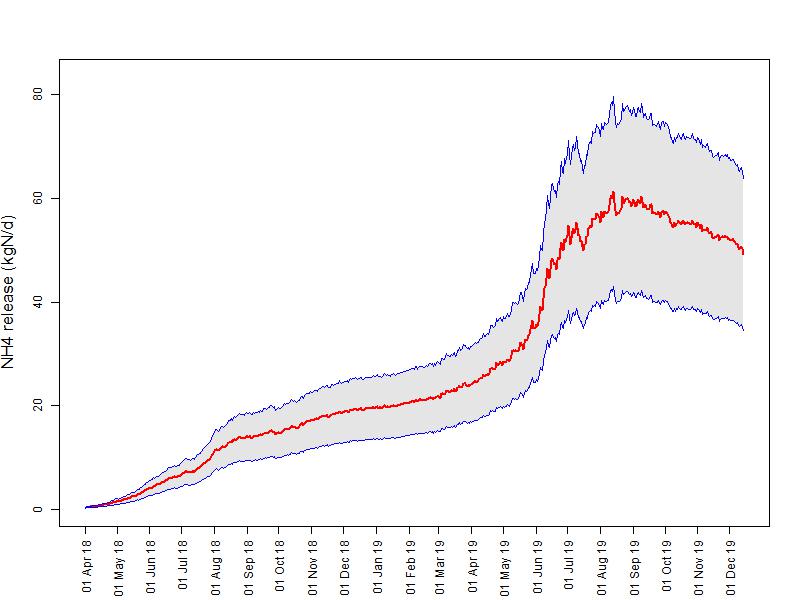 NH4 release (kgN/d)
80
60
40
20
0
01 Apr 18
01 May 18
01 Jun 18
01 Jul 18
01 Aug 18
01 Sep 18
01 Oct 18
01 Nov 18
01 Dec 18
01 Jan 19
01 Feb 19
01 Mar 19
01 Apr 19
01 May 19
01 Jun 19
01 Jul 19
01 Aug 19
01 Sep 19
01 Oct 19
01 Nov 19
01 Dec 19